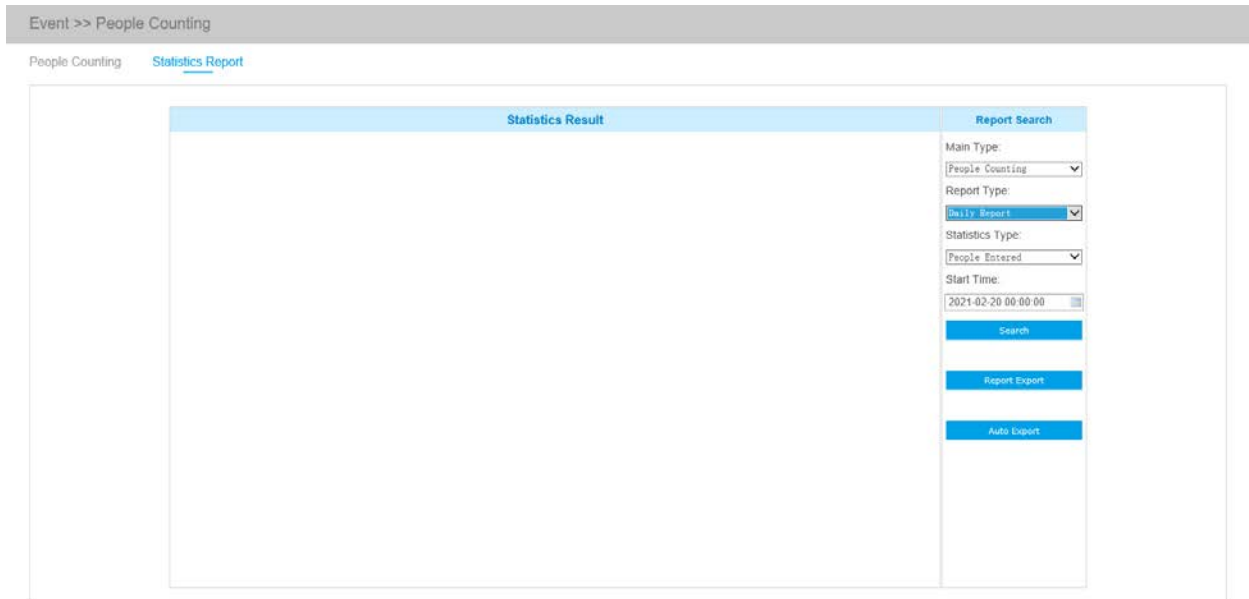 Event >> People Counting
People Counting Statistics Report
Statistics Result
Report Search
Main Type:
People Counting
Report Type:
Daily Report
Statistics Type:
People Entered
Start Time:
2021-02-20 00:00:00
Search
Report Export
Auto Export